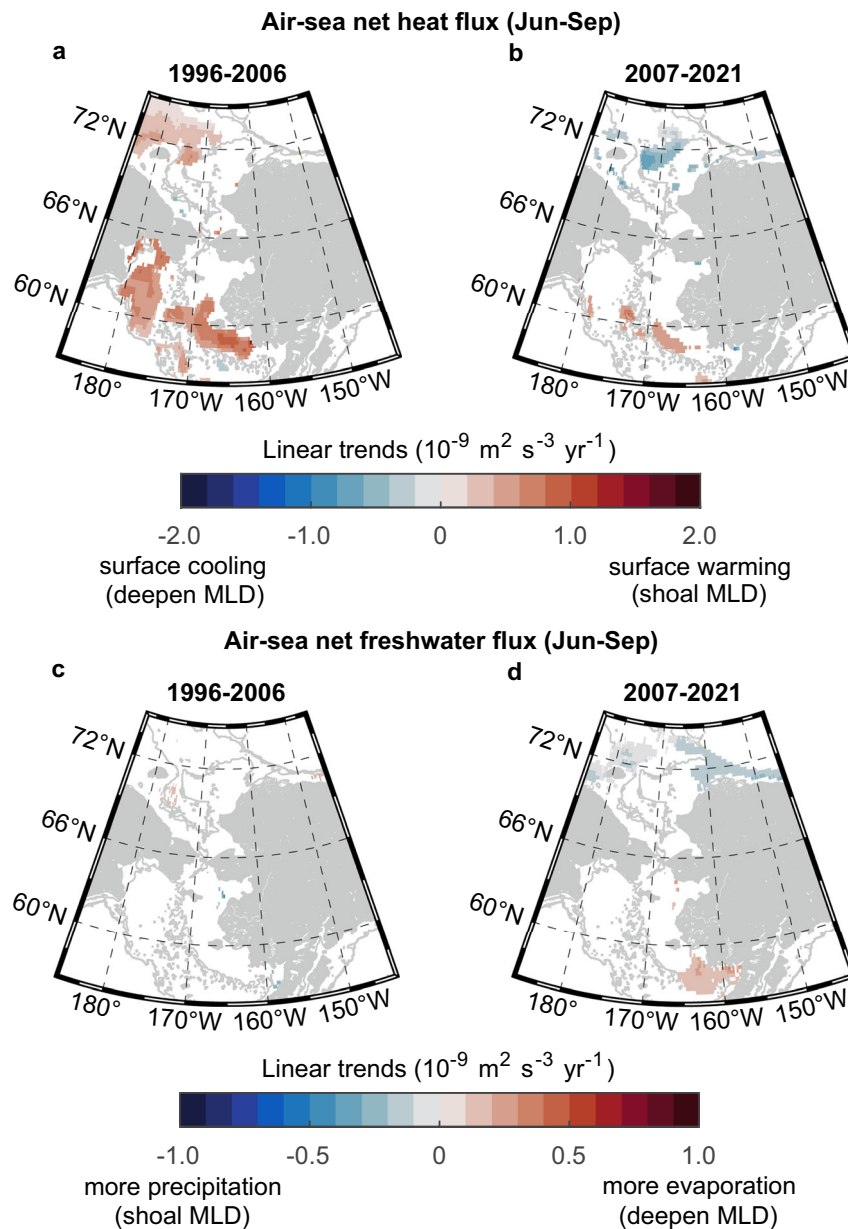 Air-sea net heat flux (Jun-Sep)
a
b
1996-2006
2007-2021
72°N
66°N
60°N
180°
170°W
160°W
150°W
72°N
66°N
60°N
180°
170°W
160°W
150°W
Linear trends (10⁻⁹ m² s⁻³ yr⁻¹)
-2.0 -1.0 0 1.0 2.0
surface cooling
(deepen MLD)
surface warming
(shoal MLD)
Air-sea net freshwater flux (Jun-Sep)
c
d
1996-2006
2007-2021
72°N
66°N
60°N
180°
170°W
160°W
150°W
72°N
66°N
60°N
180°
170°W
160°W
150°W
Linear trends (10⁻⁹ m² s⁻³ yr⁻¹)
-1.0 -0.5 0 0.5 1.0
more precipitation
(shoal MLD)
more evaporation
(deepen MLD)